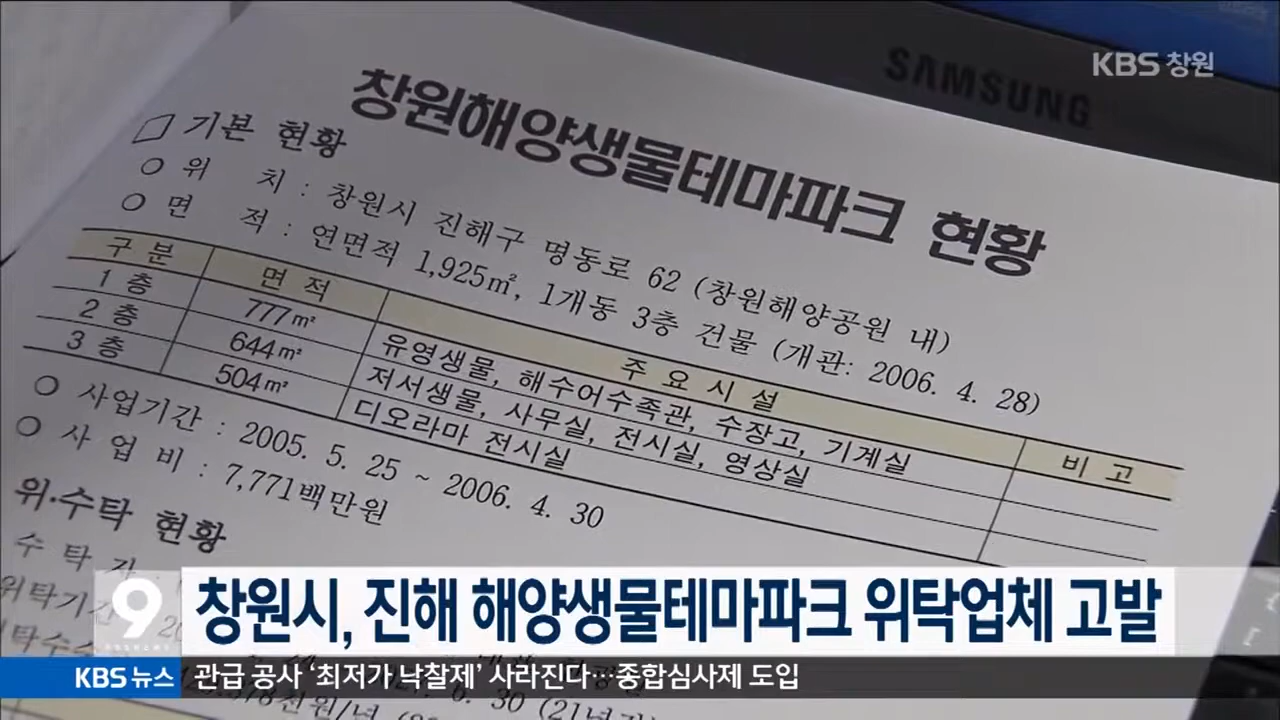 KBS 창원
SAMSUNG
창원해양생물테마파크 현황
□ 기본 현황
○ 위 치 : 창원시 진해구 명동로 62 (창원해양공원 내)
○ 면 적 : 연면적 1,925㎡, 1개동 3층 건물 (개관: 2006. 4. 28)
구 분 면 적 주 요 시 설 비 고
1 층 777㎡ 유영생물, 해수어수족관, 수장고, 기계실
2 층 644㎡ 저서생물, 사무실, 전시실, 영상실
3 층 504㎡ 디오라마 전시실
○ 사업기간 : 2005. 5. 25 ~ 2006. 4. 30
○ 사 업 비 : 7,771백만원
위·수탁 현황
수 탁 자
위탁기간
9 창원시, 진해 해양생물테마파크 위탁업체 고발
KBS 뉴스 관급 공사 ‘최저가 낙찰제’ 사라진다…종합심사제 도입